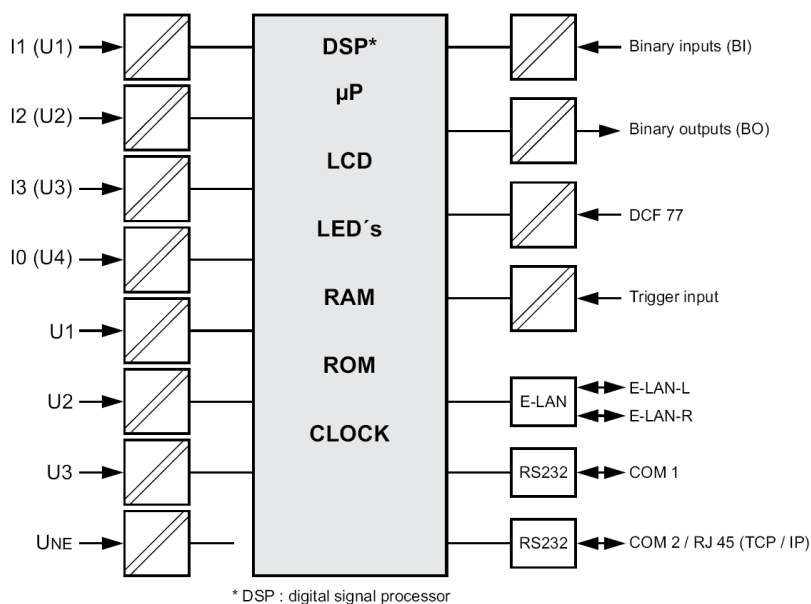 I1 (U1)
I2 (U2)
I3 (U3)
I0 (U4)
U1
U2
U3
UNE
DSP*
µP
LCD
LED´s
RAM
ROM
CLOCK
Binary inputs (BI)
Binary outputs (BO)
DCF 77
Trigger input
E-LAN
E-LAN-L
E-LAN-R
RS232
COM 1
RS232
COM 2 / RJ 45 (TCP / IP)
* DSP : digital signal processor